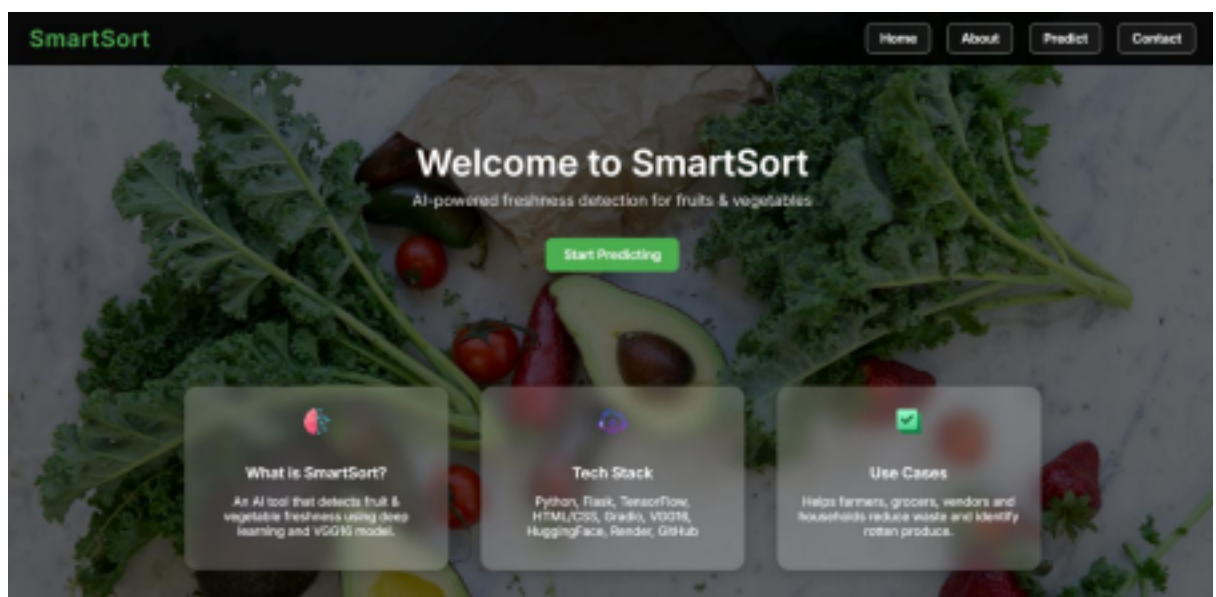 SmartSort
Home
About
Predict
Contact
Welcome to SmartSort
AI-powered freshness detection for fruits & vegetables
Start Predicting
What is SmartSort?
An AI tool that detects fruit &
vegetable freshness using deep
learning and VGG16 model.
Tech Stack
Python, Flask, TensorFlow,
HTML/CSS, Gradio, VGG16,
HuggingFace, Render, GitHub
Use Cases
Helps farmers, grocers, vendors and
households reduce waste and identify
rotten produce.